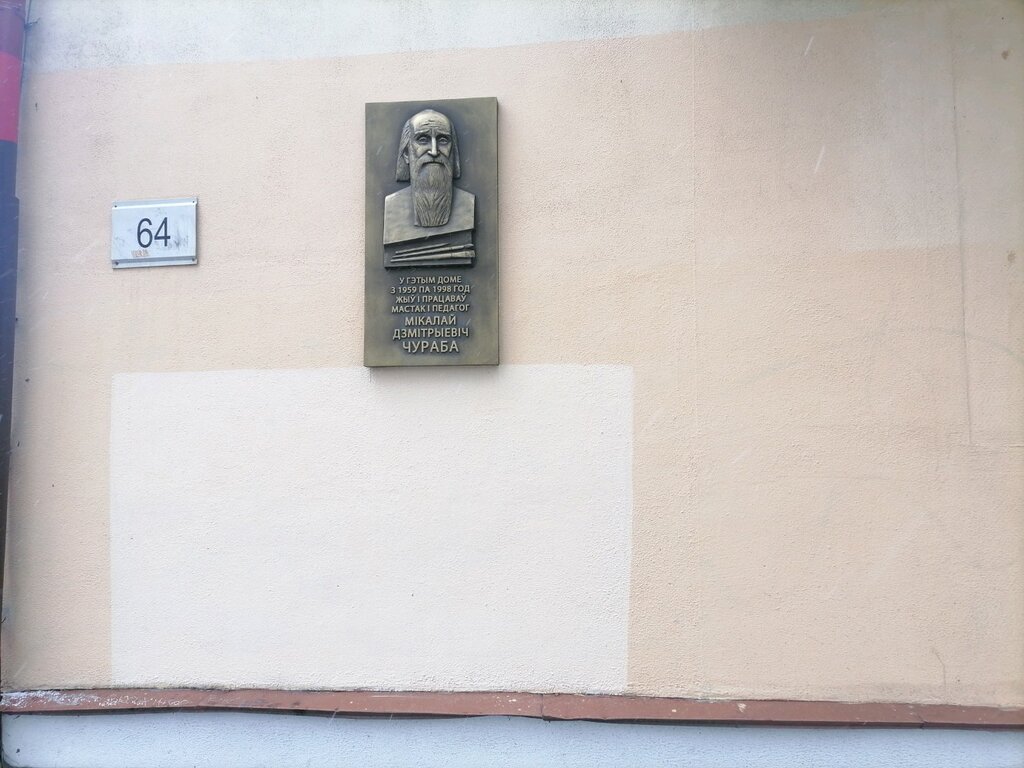 64
У ГЭТЫМ ДОМЕ
З 1959 ПА 1998 ГОД
ЖЫЎ І ПРАЦАВАЎ
МАСТАК І ПЕДАГОГ
МІКАЛАЙ
ДЗМІТРЫЕВІЧ
ЧУРАБА